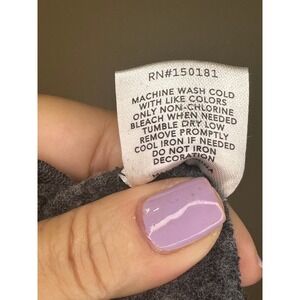 RN#150181
MACHINE WASH COLD
WITH LIKE COLORS
ONLY NON-CHLORINE
BLEACH WHEN NEEDED
TUMBLE DRY LOW
REMOVE PROMPTLY
COOL IRON IF NEEDED
DO NOT IRON
DECORATION